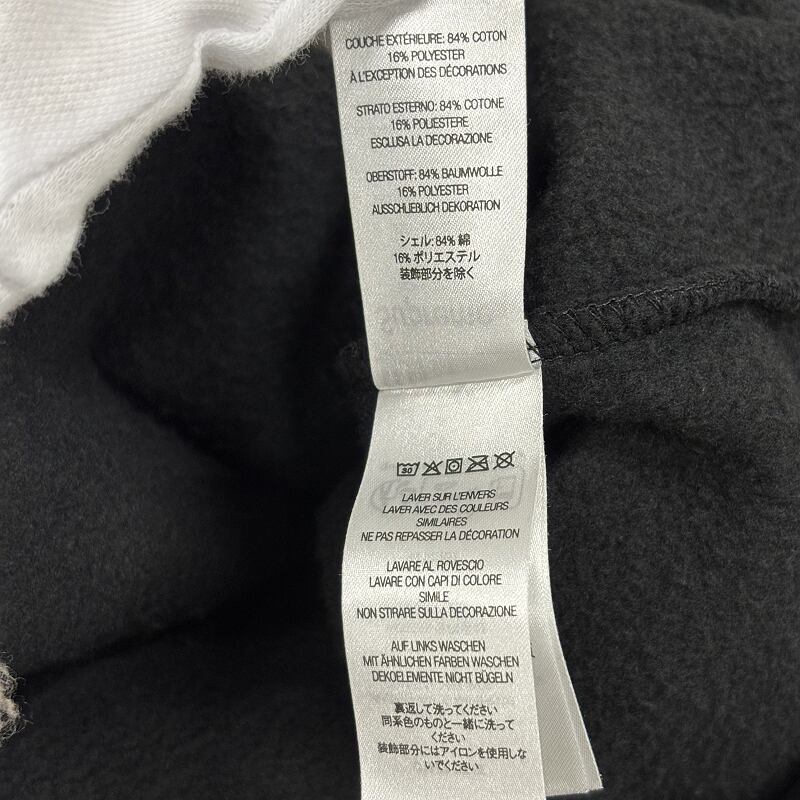 COUCHE EXTÉRIEURE: 84% COTON
16% POLYESTER
À L'EXCEPTION DES DÉCORATIONS
STRATO ESTERNO: 84% COTONE
16% POLIESTERE
ESCLUSA LA DECORAZIONE
OBERSTOFF: 84% BAUMWOLLE
16% POLYESTER
AUSSCHLIEBLICH DEKORATION
シェル: 84% 綿
16% ポリエステル
装飾部分を除く
30
LAVER SUR L'ENVERS
LAVER AVEC DES COULEURS
SIMILAIRES
NE PAS REPASSER LA DÉCORATION
LAVARE AL ROVESCIO
LAVARE CON CAPI DI COLORE
SIMILE
NON STIRARE SULLA DECORAZIONE
AUF LINKS WASCHEN
MIT ÄHNLICHEN FARBEN WASCHEN
DEKOELEMENTE NICHT BÜGELN
裏返して洗ってください
同系色のものと一緒に洗って
ください
装飾部分にはアイロンを使用しな
いでください